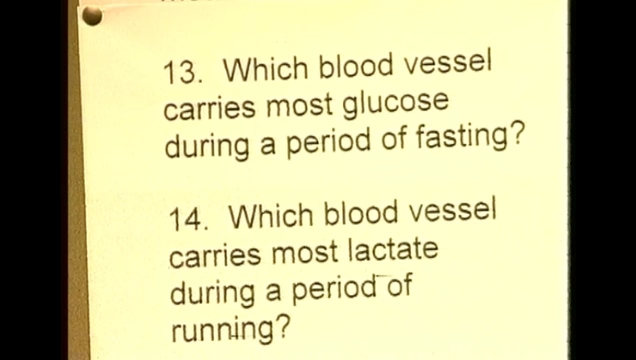 13. Which blood vessel
carries most glucose
during a period of fasting?
14. Which blood vessel
carries most lactate
during a period of
running?